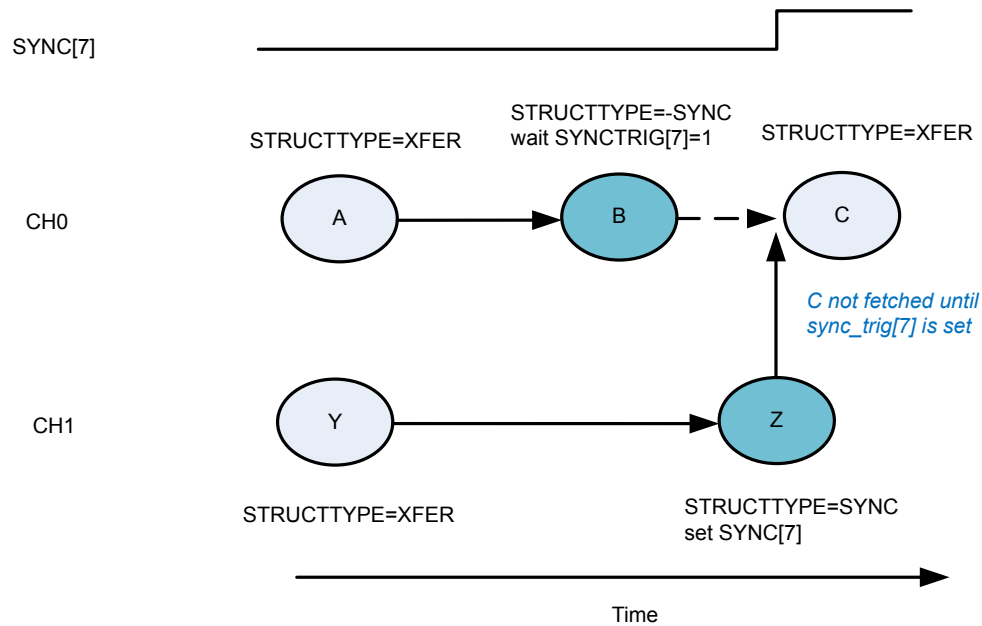 SYNC[7]
STRUCTTYPE=-SYNC
wait SYNCTRIG[7]=1
STRUCTTYPE=XFER
STRUCTTYPE=XFER
CH0
A
B
C
C not fetched until
sync_trig[7] is set
CH1
Y
Z
STRUCTTYPE=XFER
STRUCTTYPE=SYNC
set SYNC[7]
Time